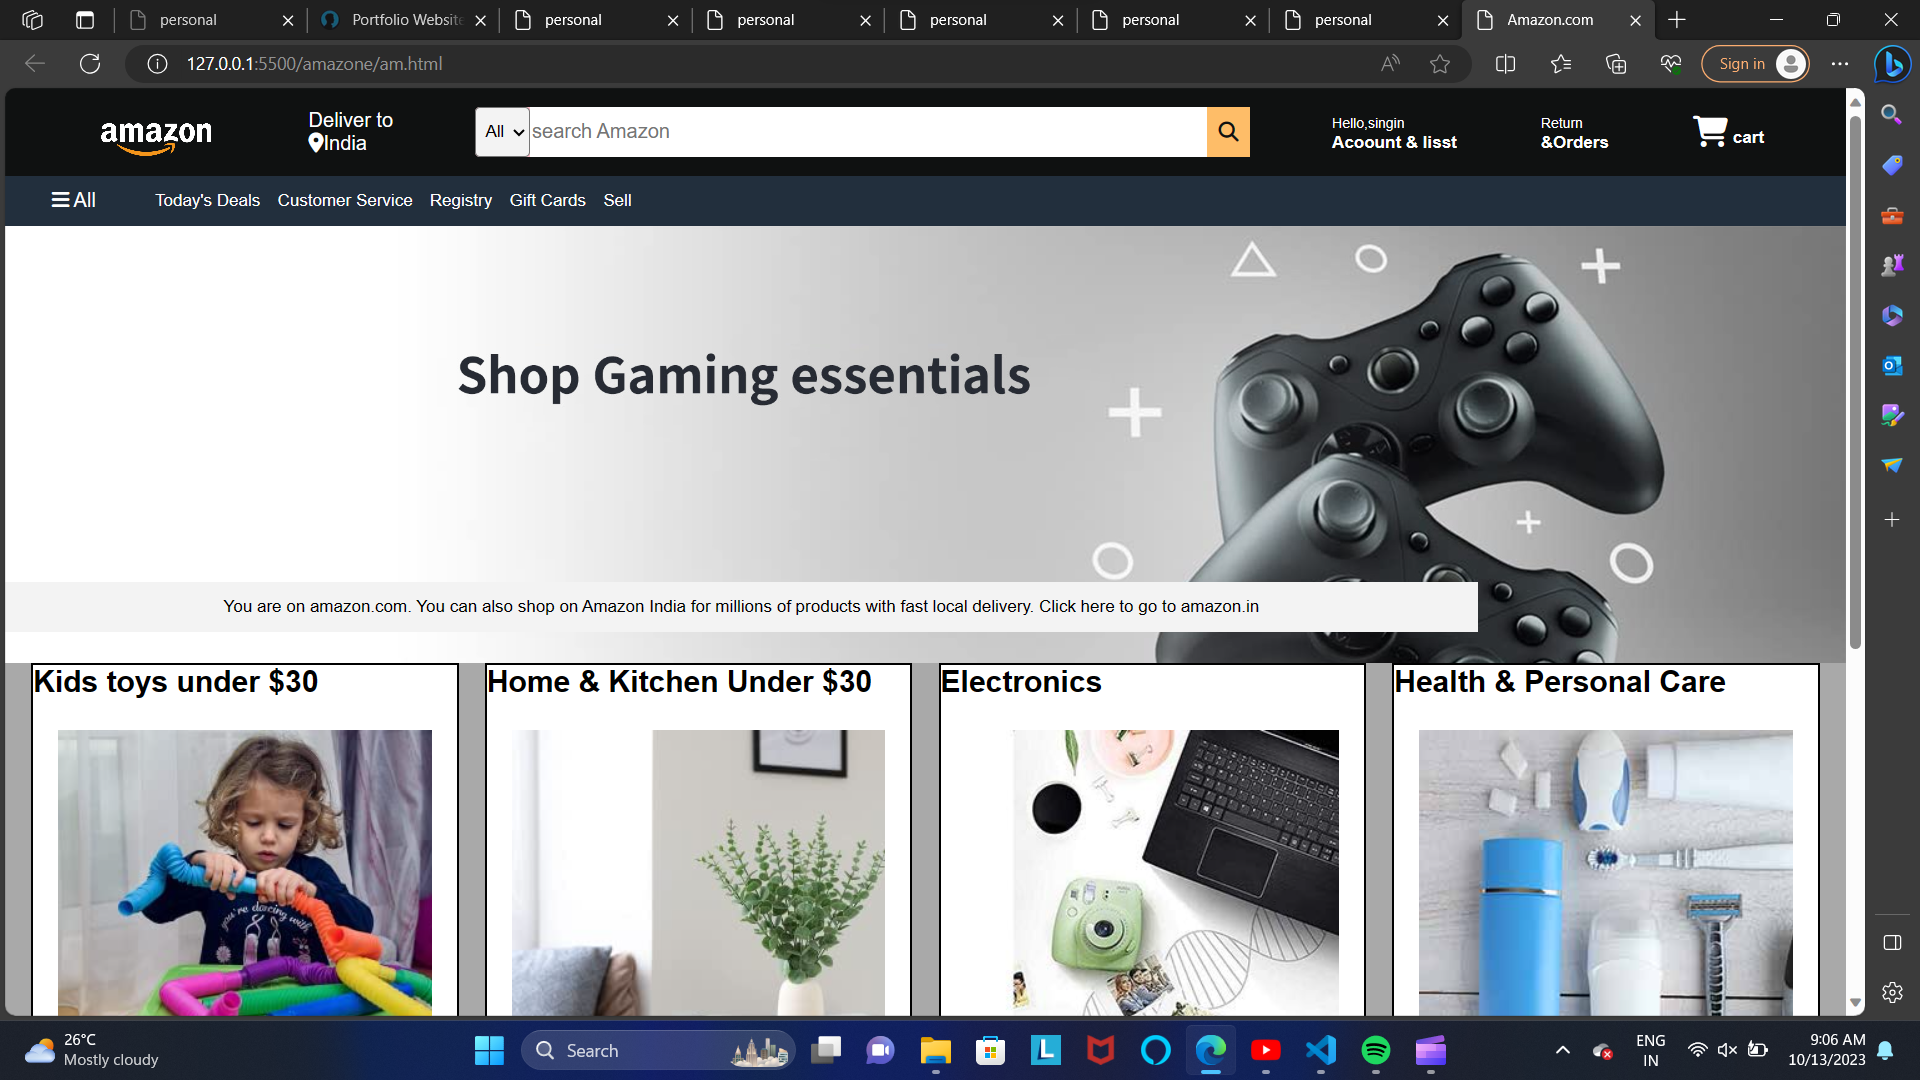 personal
Portfolio Website
personal
personal
personal
personal
personal
Amazon.com
127.0.0.1:5500/amazone/am.html
Sign in
amazon
Deliver to
India
All
search Amazon
Hello,singin
Acoount & lisst
Return
&Orders
cart
All
Today's Deals
Customer Service
Registry
Gift Cards
Sell
Shop Gaming essentials
You are on amazon.com. You can also shop on Amazon India for millions of products with fast local delivery. Click here to go to amazon.in
Kids toys under $30
Home & Kitchen Under $30
Electronics
Health & Personal Care
you're dancing with
26°C
Mostly cloudy
Search
ENG
IN
9:06 AM
10/13/2023